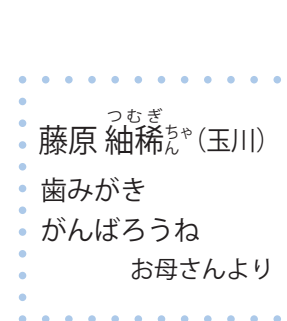 つむぎ
藤原 紬稀ちゃん(玉川)
歯みがき
がんばろうね
お母さんより